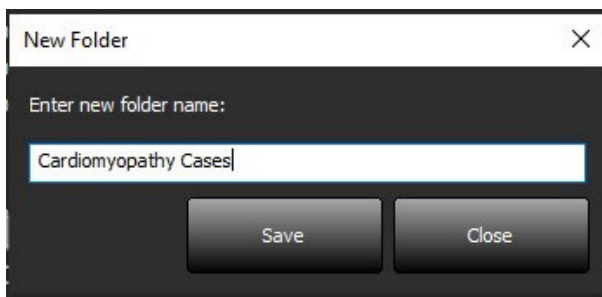 New Folder
Enter new folder name:
Cardiomyopathy Cases
Save
Close